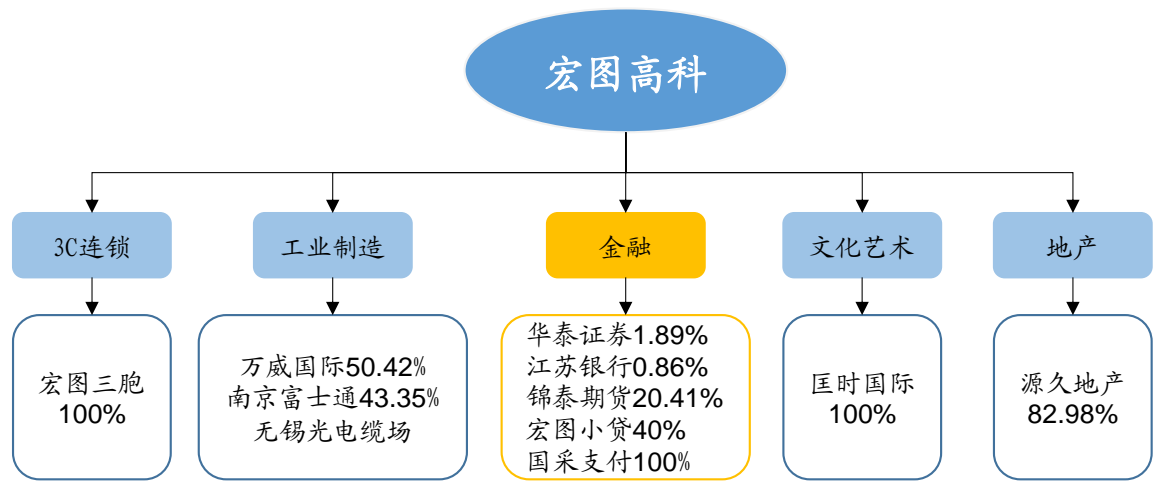 宏图高科
3C连锁
工业制造
金融
文化艺术
地产
宏图三胞
100%
万威国际50.42%
南京富士通43.35%
无锡光电缆场
华泰证券1.89%
江苏银行0.86%
锦泰期货20.41%
宏图小贷40%
国采支付100%
匡时国际
100%
源久地产
82.98%